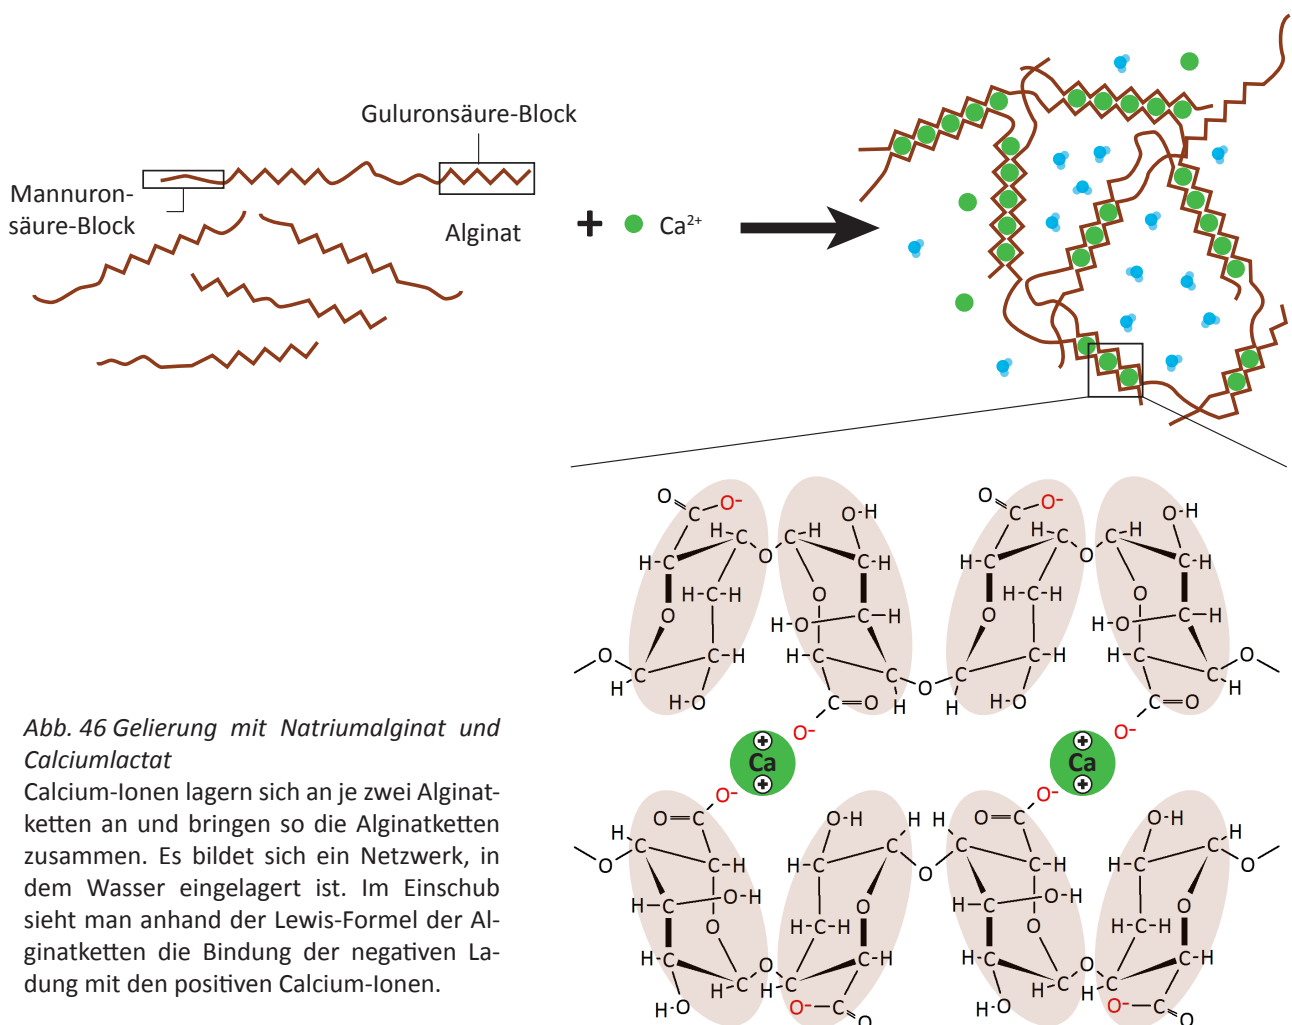 Guluronsäure-Block
Mannuron-
säure-Block
Alginat
+
Ca²⁺
O
C
O⁻
H
C
O
C
H
O-H
O
C
O⁻
H
C
O
C
H
O-H
H-C
C
H-C-H
O
C
O
H-O
C-H
H-C
C
H-C-H
O
C
O
H-O
C-H
O
C
C-H
H
H-O
H-C
C
H
C=O
O⁻
O
C
C-H
H
H-O
H-C
C
O
H
C=O
O⁻
Ca
Ca
O⁻
O=C
H
C
C-H
O
O-H
H-C
C
H
O
H
C
O⁻
O=C
C-H
O-H
H-C
C
H
O
H-C
C-O-H
O
H-C-C
O
H-C
C-O-H
O
H-C-C
O
H-C
H-O
C
H
O
H-C
C-H
O⁻
C
O
H-C
H-O
C
H
O
H-C
C-H
O⁻
C
O
Abb. 46 Gelierung mit Natriumalginat und
Calciumlactat
Calcium-Ionen lagern sich an je zwei Alginat-
ketten an und bringen so die Alginatketten
zusammen. Es bildet sich ein Netzwerk, in
dem Wasser eingelagert ist. Im Einschub
sieht man anhand der Lewis-Formel der Al-
ginatketten die Bindung der negativen La-
dung mit den positiven Calcium-Ionen.